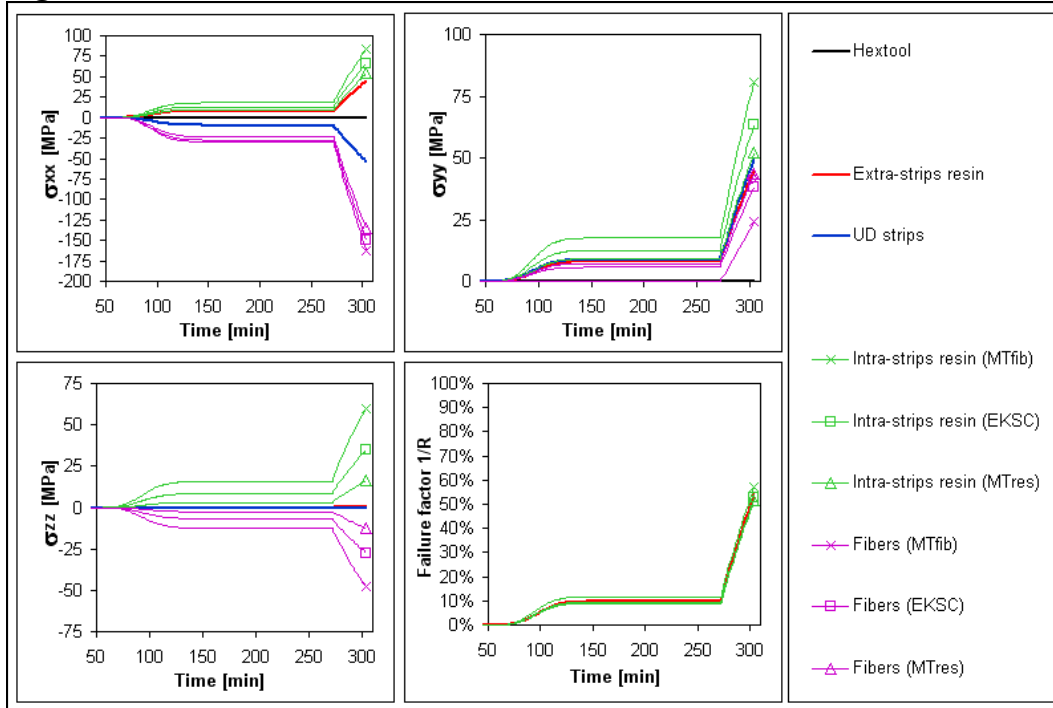 100
75
50
25
0
-25
-50
-75
-100
-125
-150
-175
-200
σxx [MPa]
50 100 150 200 250 300
Time [min]
100
75
50
25
0
σyy [MPa]
50 100 150 200 250 300
Time [min]
75
50
25
0
-25
-50
-75
σzz [MPa]
50 100 150 200 250 300
Time [min]
100%
90%
80%
70%
60%
50%
40%
30%
20%
10%
0%
Failure factor 1/R
50 100 150 200 250 300
Time [min]
Hextool
Extra-strips resin
UD strips
Intra-strips resin (MTfib)
Intra-strips resin (EKSC)
Intra-strips resin (MTres)
Fibers (MTfib)
Fibers (EKSC)
Fibers (MTres)